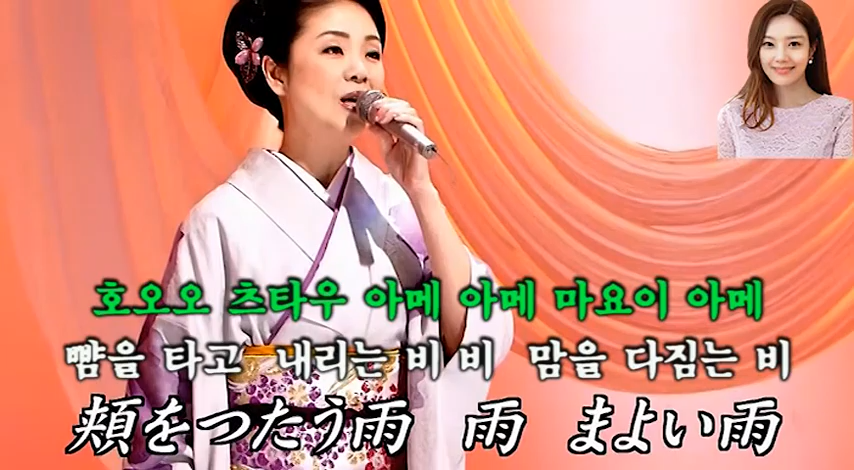 호오오 츠타우 아메 아메 마요이 아메
뺨을 타고 내리는 비 비 맘을 다짐는 비
頬をつたう雨 雨 まよい雨